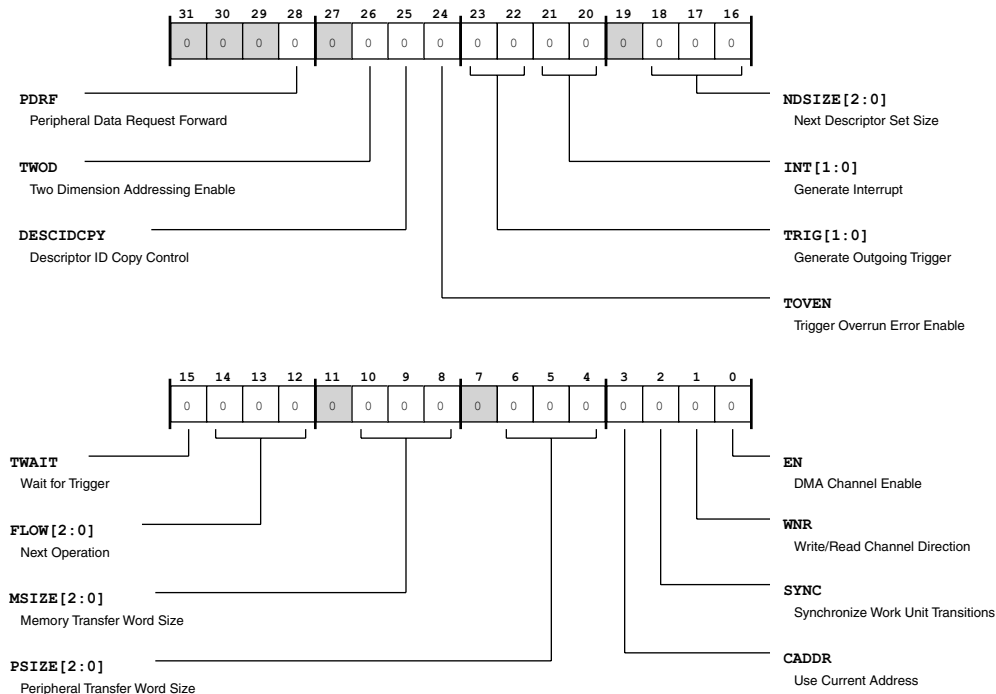 31 30 29 28 27 26 25 24 23 22 21 20 19 18 17 16
0 0 0 0 0 0 0 0 0 0 0 0 0 0 0 0
PDRF
Peripheral Data Request Forward
TWOD
Two Dimension Addressing Enable
DESCIDCPY
Descriptor ID Copy Control
NDSIZE[2:0]
Next Descriptor Set Size
INT[1:0]
Generate Interrupt
TRIG[1:0]
Generate Outgoing Trigger
TOVEN
Trigger Overrun Error Enable
15 14 13 12 11 10 9 8 7 6 5 4 3 2 1 0
0 0 0 0 0 0 0 0 0 0 0 0 0 0 0 0
TWAIT
Wait for Trigger
FLOW[2:0]
Next Operation
MSIZE[2:0]
Memory Transfer Word Size
PSIZE[2:0]
Peripheral Transfer Word Size
EN
DMA Channel Enable
WNR
Write/Read Channel Direction
SYNC
Synchronize Work Unit Transitions
CADDR
Use Current Address